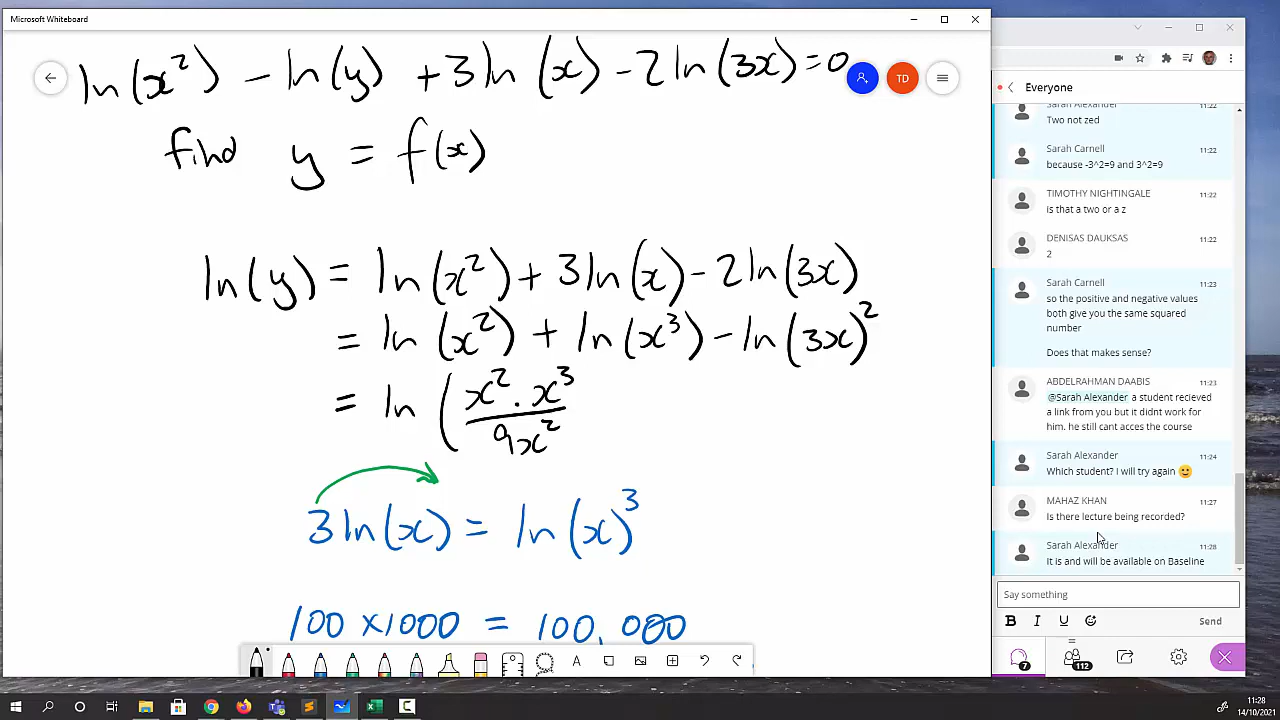 Microsoft Whiteboard
ln(x²) - ln(y) + 3ln(x) - 2ln(3x) = 0
TD
find y = f(x)
ln(y) = ln(x²) + 3ln(x) - 2ln(3x)
= ln(x²) + ln(x³) - ln(3x)²
= ln(x² . x³
9x²
3ln(x) = ln(x)³
100 x1000 = 100,000
A
Everyone
Sarah Alexander
11:22
Two not zed
Sarah Carnell
11:22
because -3^2=9 and 3^2=9
TIMOTHY NIGHTINGALE
11:22
is that a two or a z
DENISAS DAUKSAS
11:22
2
Sarah Carnell
11:23
so the positive and negative values
both give you the same squared
number
Does that makes sense?
ABDELRAHMAN DAABIS
11:23
@Sarah Alexander a student recieved
a link from you but it didnt work for
him. he still cant acces the course
Sarah Alexander
11:24
Which student? I will try again
MAHAZ KHAN
11:27
Is there lecture being recorded?
Sarah Alexander
11:28
It is and will be available on Baseline
Say something
B I U
Send
7
112
11:28
14/10/2021